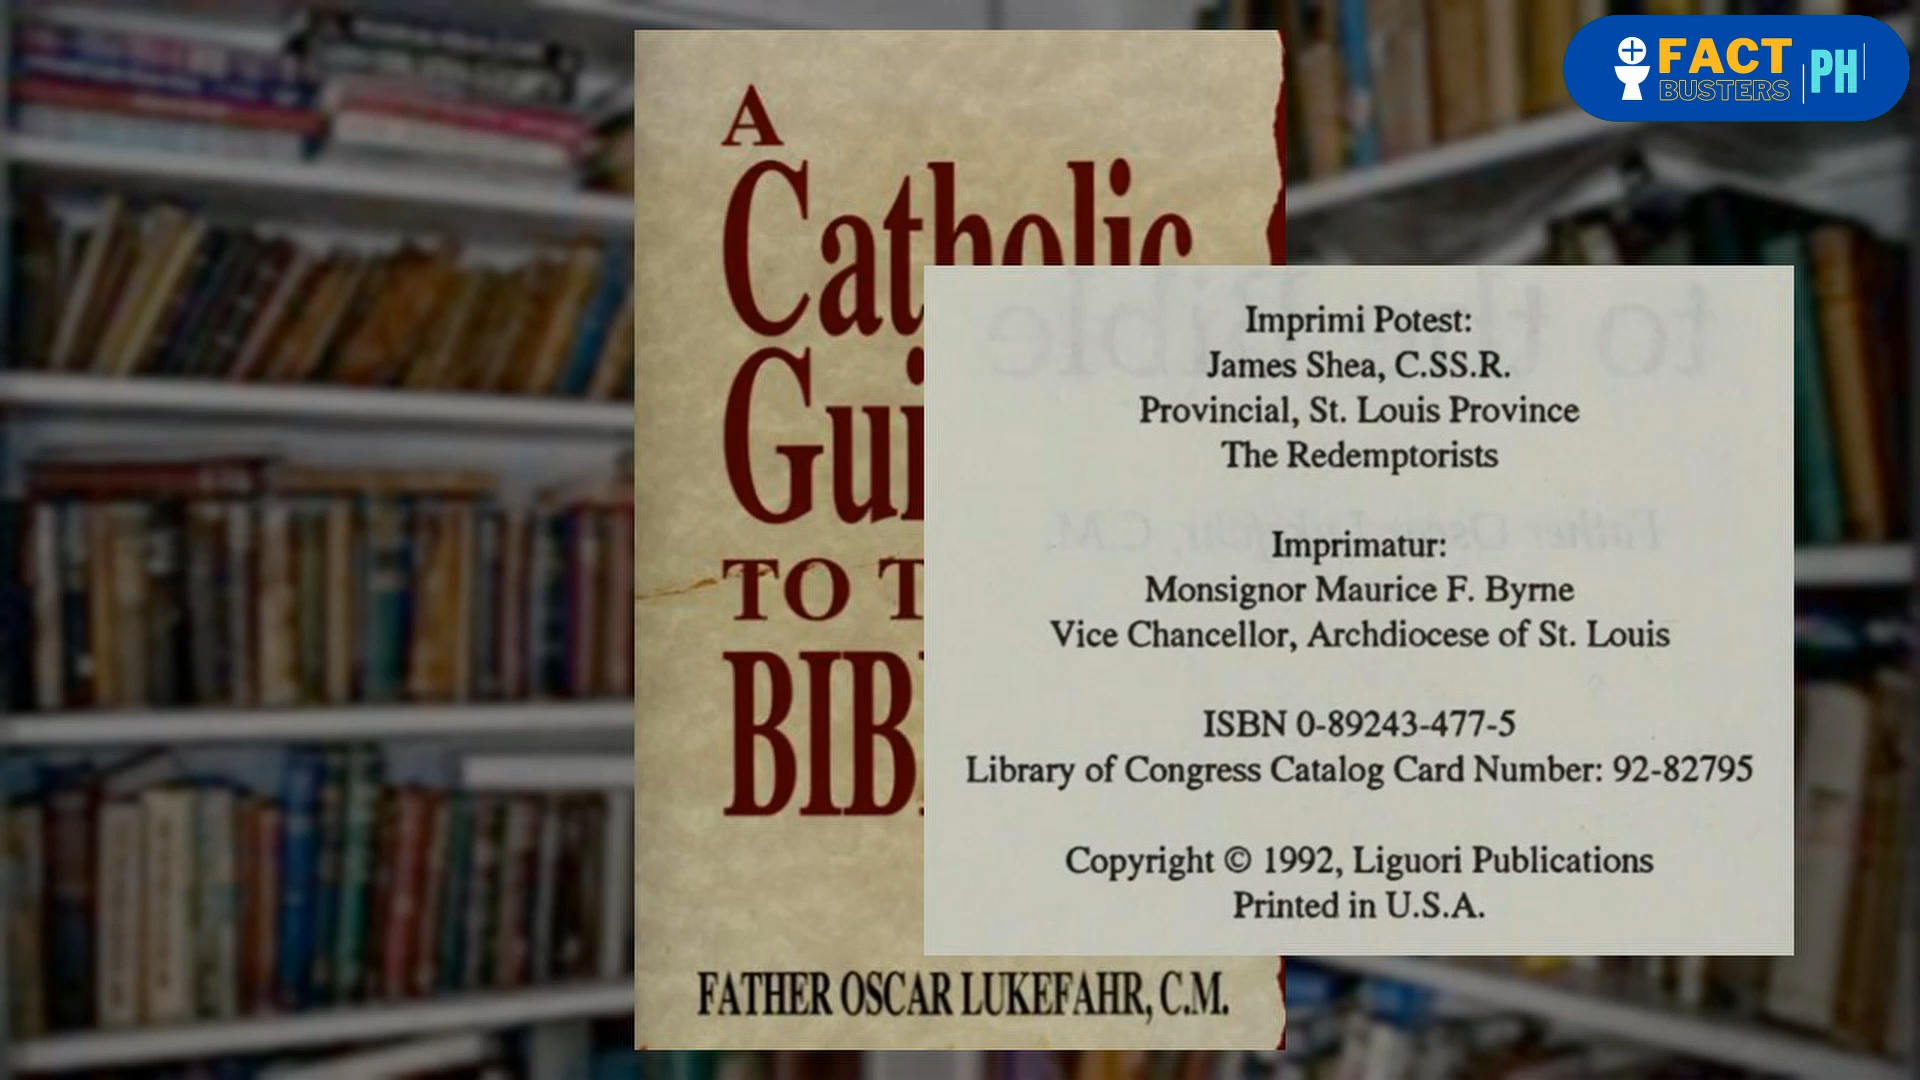 FACT
BUSTERS
PH
A
Catholic
Gui
TO T
BIB
FATHER OSCAR LUKEFAHR, C.M.
Imprimi Potest:
James Shea, C.SS.R.
Provincial, St. Louis Province
The Redemptorists
Imprimatur:
Monsignor Maurice F. Byrne
Vice Chancellor, Archdiocese of St. Louis
ISBN 0-89243-477-5
Library of Congress Catalog Card Number: 92-82795
Copyright © 1992, Liguori Publications
Printed in U.S.A.